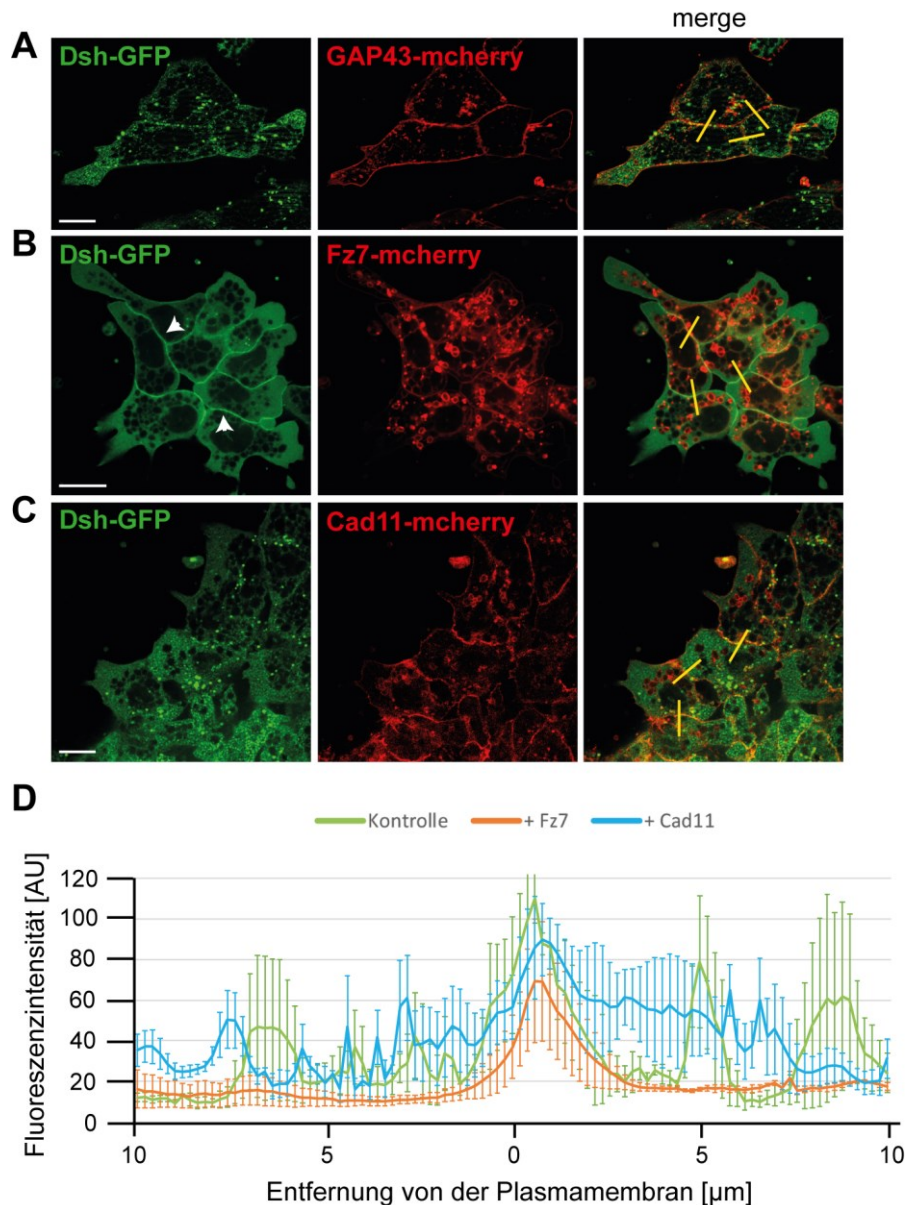 merge
A
Dsh-GFP GAP43-mcherry
B
Dsh-GFP Fz7-mcherry
C
Dsh-GFP Cad11-mcherry
D
Kontrolle + Fz7 + Cad11
Fluoreszenzintensität [AU]
120
100
80
60
40
20
0
10 5 0 5 10
Entfernung von der Plasmamembran [µm]